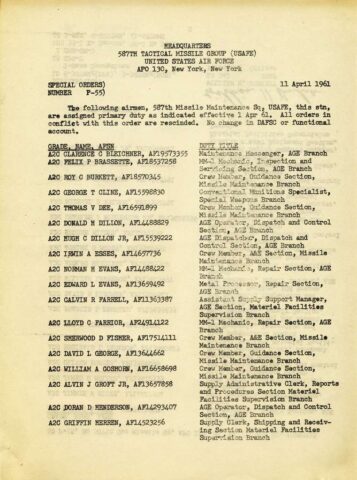 HEADQUARTERS
587TH TACTICAL MISSILE GROUP (USAFE)
UNITED STATES AIR FORCE
APO 130, New York, New York
SPECIAL ORDERS) 11 April 1961
NUMBER F-55)
The following airmen, 587th Missile Maintenance Sq, USAFE, this stn,
are assigned primary duty as indicated effective 1 Apr 61. All orders in
conflict with this order are rescinded. No change in DAFSC or functional
account.
GRADE, NAME, AFSN DUTY TITLE
A2C CLARENCE G BLEICHNER, AF19573355 Maintenance Messenger, AGE Branch
A2C FELIX P BRASSETTE, AF18537258 MM-1 Mechanic, Inspection and
Servicing Section, AGE Branch
A2C ROY C BURKETT, AF18570345 Crew Member, Guidance Section,
Missile Maintenance Branch
A2C GEORGE T CLINE, AF15598830 Conventional Munitions Specialist,
Special Weapons Branch
A2C THOMAS V DEE, AF16591899 Crew Member, Guidance Section,
Missile Maintenance Branch
A2C DONALD M DILLON, AF14488829 AGE Operator, Dispatch and Control
Section, AGE Branch
A2C HUGH C DILLON JR, AF15539222 AGE Dispatcher, Dispatch and
Control Section, AGE Branch
A2C IRWIN A ESSES, AF14697736 Crew Member, A&E Section, Missile
Maintenance Branch
A2C NORMAN H EVANS, AF14488422 MM-1 Mechanic, Repair Section, AGE
Branch
A2C EDWARD L EVANS, AF13659492 Metal Processor, Repair Section,
AGE Branch
A2C CALVIN R FARRELL, AF11363387 Assistant Supply Support Manager,
AGE Section, Materiel Facilities
Supervision Branch
A2C LLOYD C FARRIOR, AF24914122 MM-1 Mechanic, Repair Section, AGE
Branch
A2C SHERWOOD D FISHER, AF17514111 Crew Member, A&E Section, Missile
Maintenance Branch
A2C DAVID L GEORGE, AF13644662 Crew Member, Guidance Section,
Missile Maintenance Branch
A2C WILLIAM A GOSHORN, AF16658698 Crew Member, Guidance Section,
Missile Maintenance Branch
A2C ALVIN J GROFT JR, AF13657838 Supply Administrative Clerk, Reports
and Procedures Section Materiel
Facilities Supervision Branch
A2C DORAN D HENDERSON, AF14293407 AGE Operator, Dispatch and Control
Section, AGE Branch
A2C GRIFFIN HERREN, AF14523256 Supply Clerk, Shipping and Receiv-
ing Section Materiel Facilities
Supervision Branch